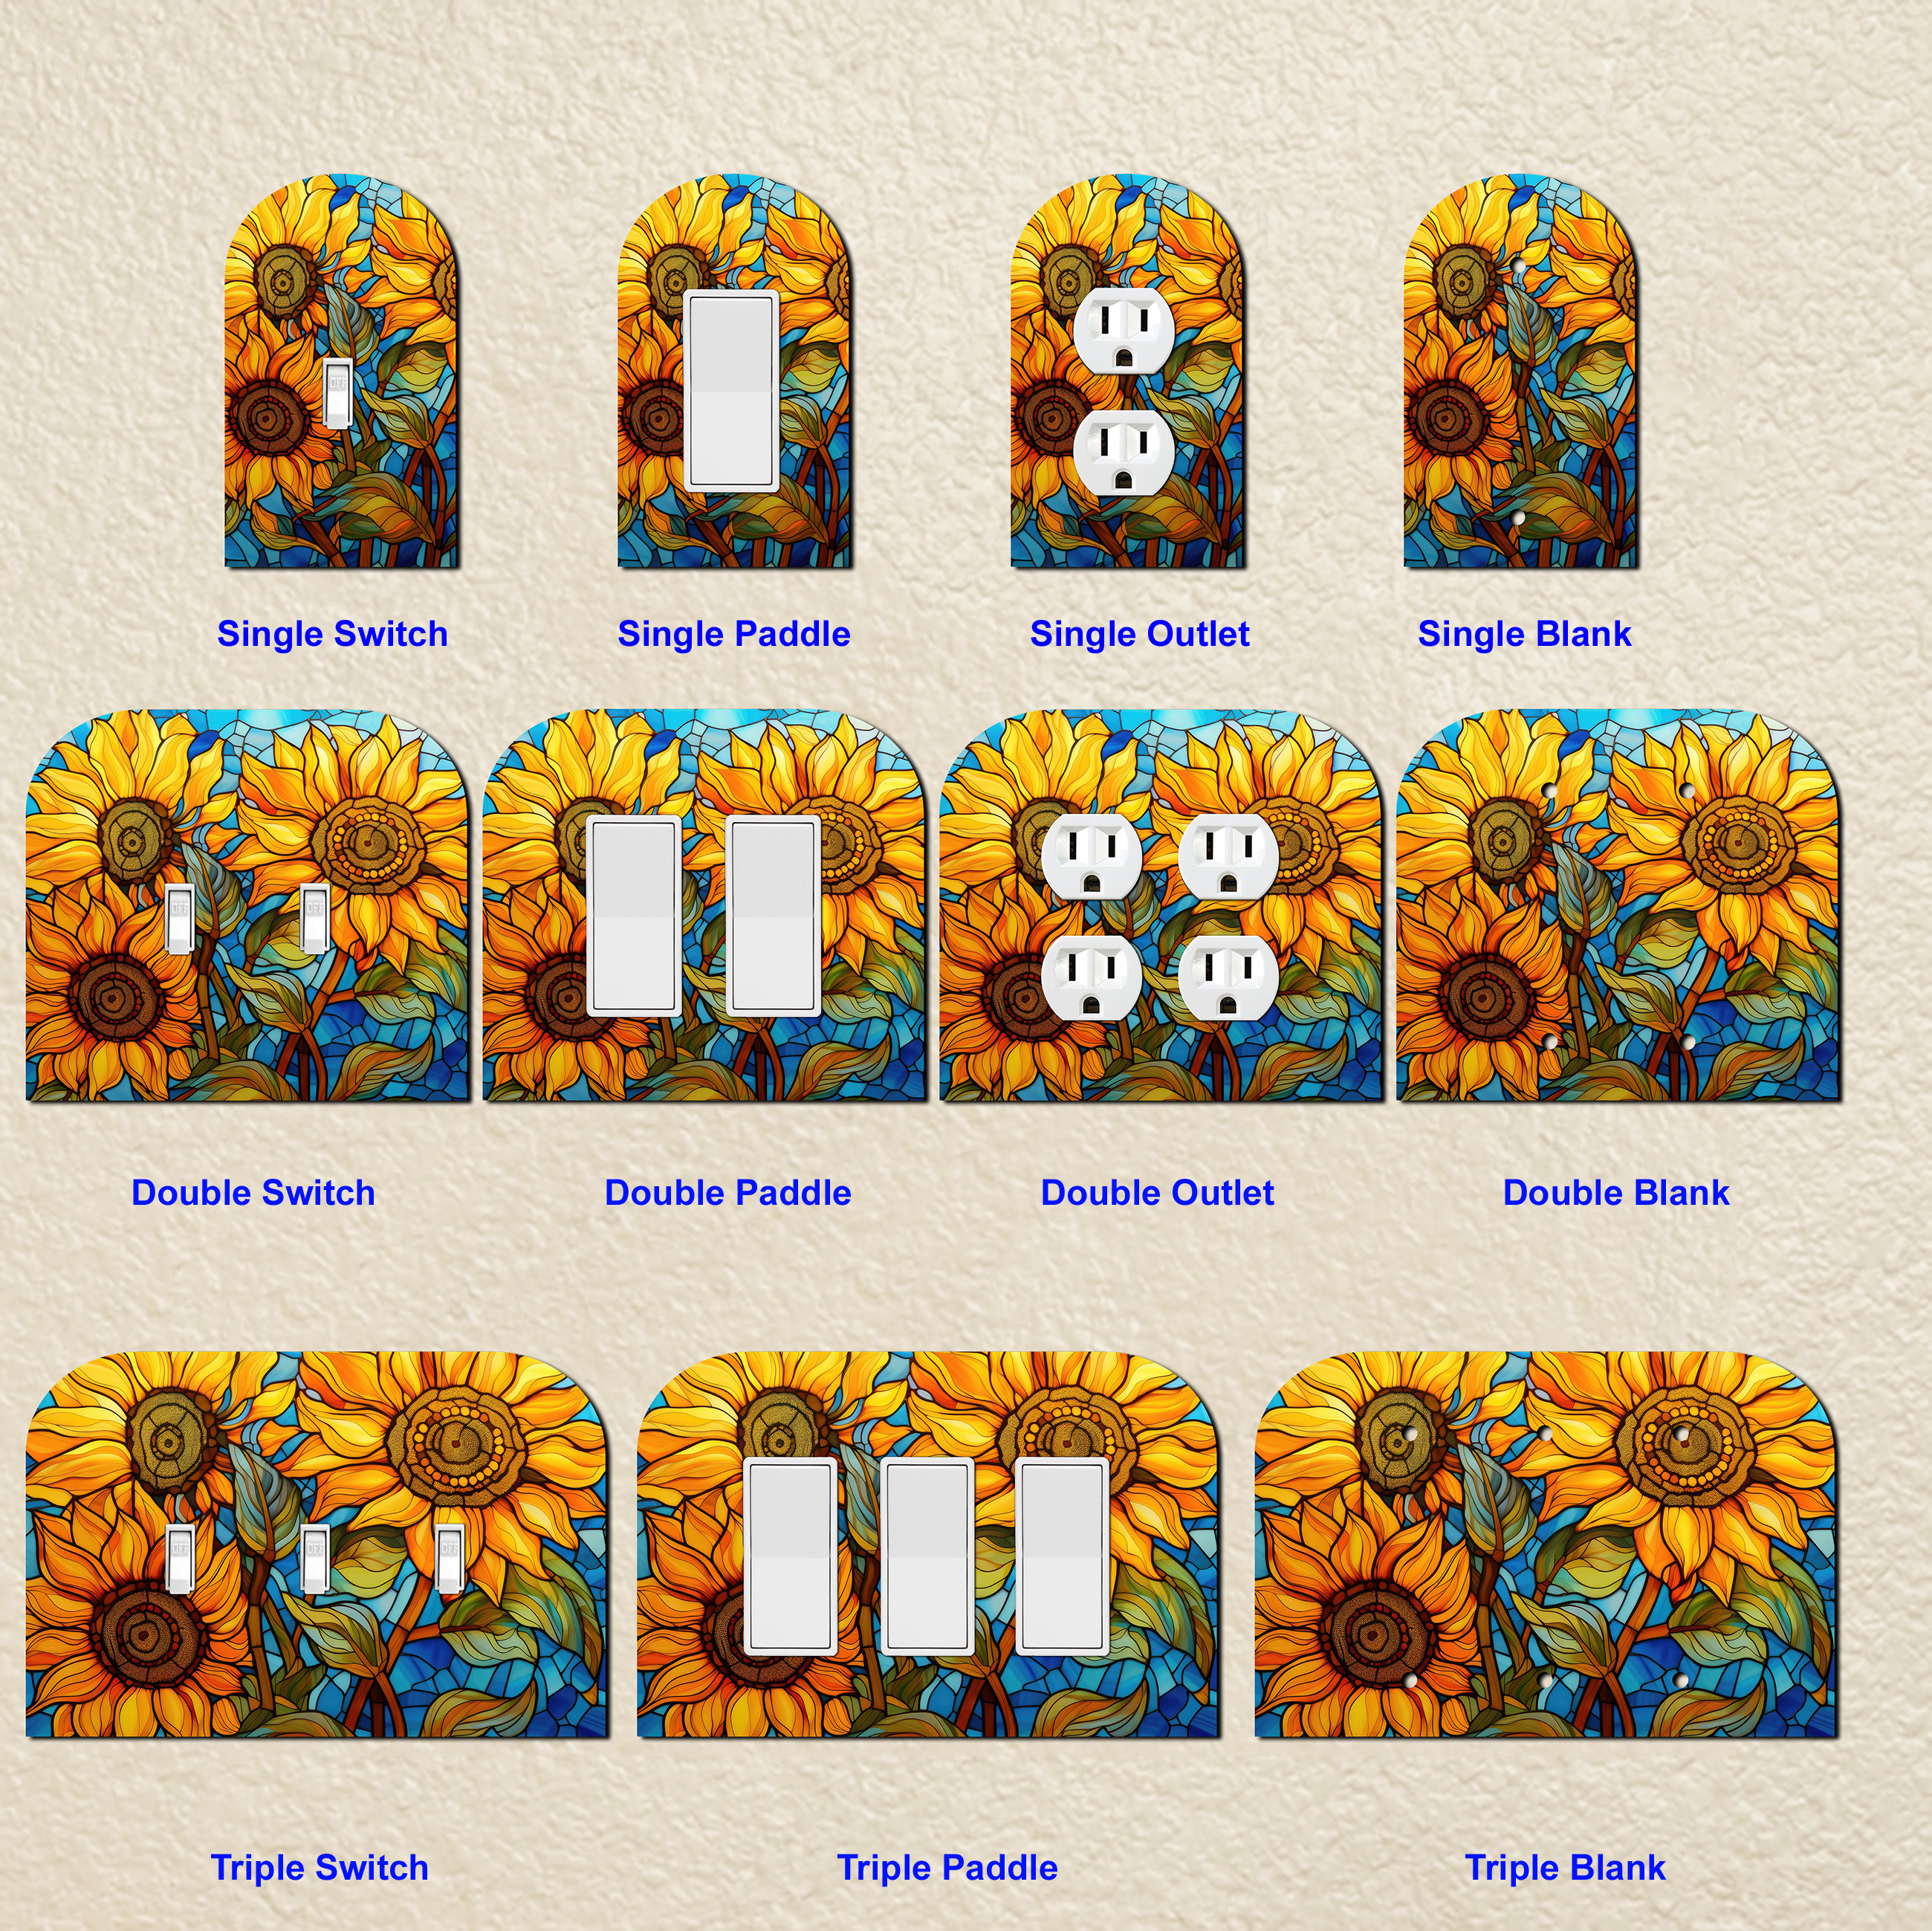 OFF
Single Switch
Single Paddle
Single Outlet
Single Blank
OFF
OFF
Double Switch
Double Paddle
Double Outlet
Double Blank
OFF
OFF
OFF
Triple Switch
Triple Paddle
Triple Blank